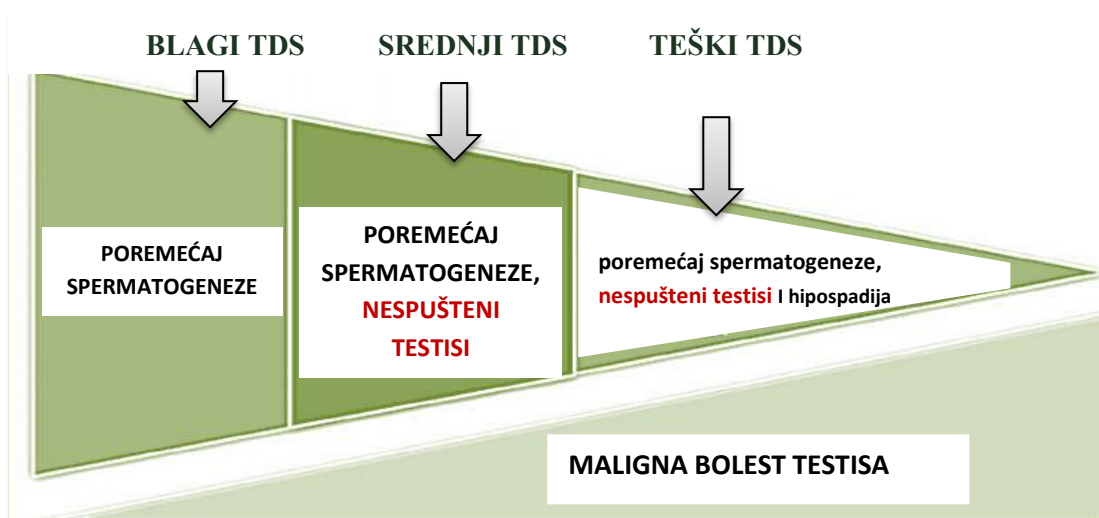 BLAGI TDS
SREDNJI TDS
TEŠKI TDS
POREMEĆAJ
SPERMATOGENEZE
POREMEĆAJ
SPERMATOGENEZE,
NESPUŠTENI
TESTISI
poremećaj spermatogeneze,
nespušteni testisi I hipospadija
MALIGNA BOLEST TESTISA